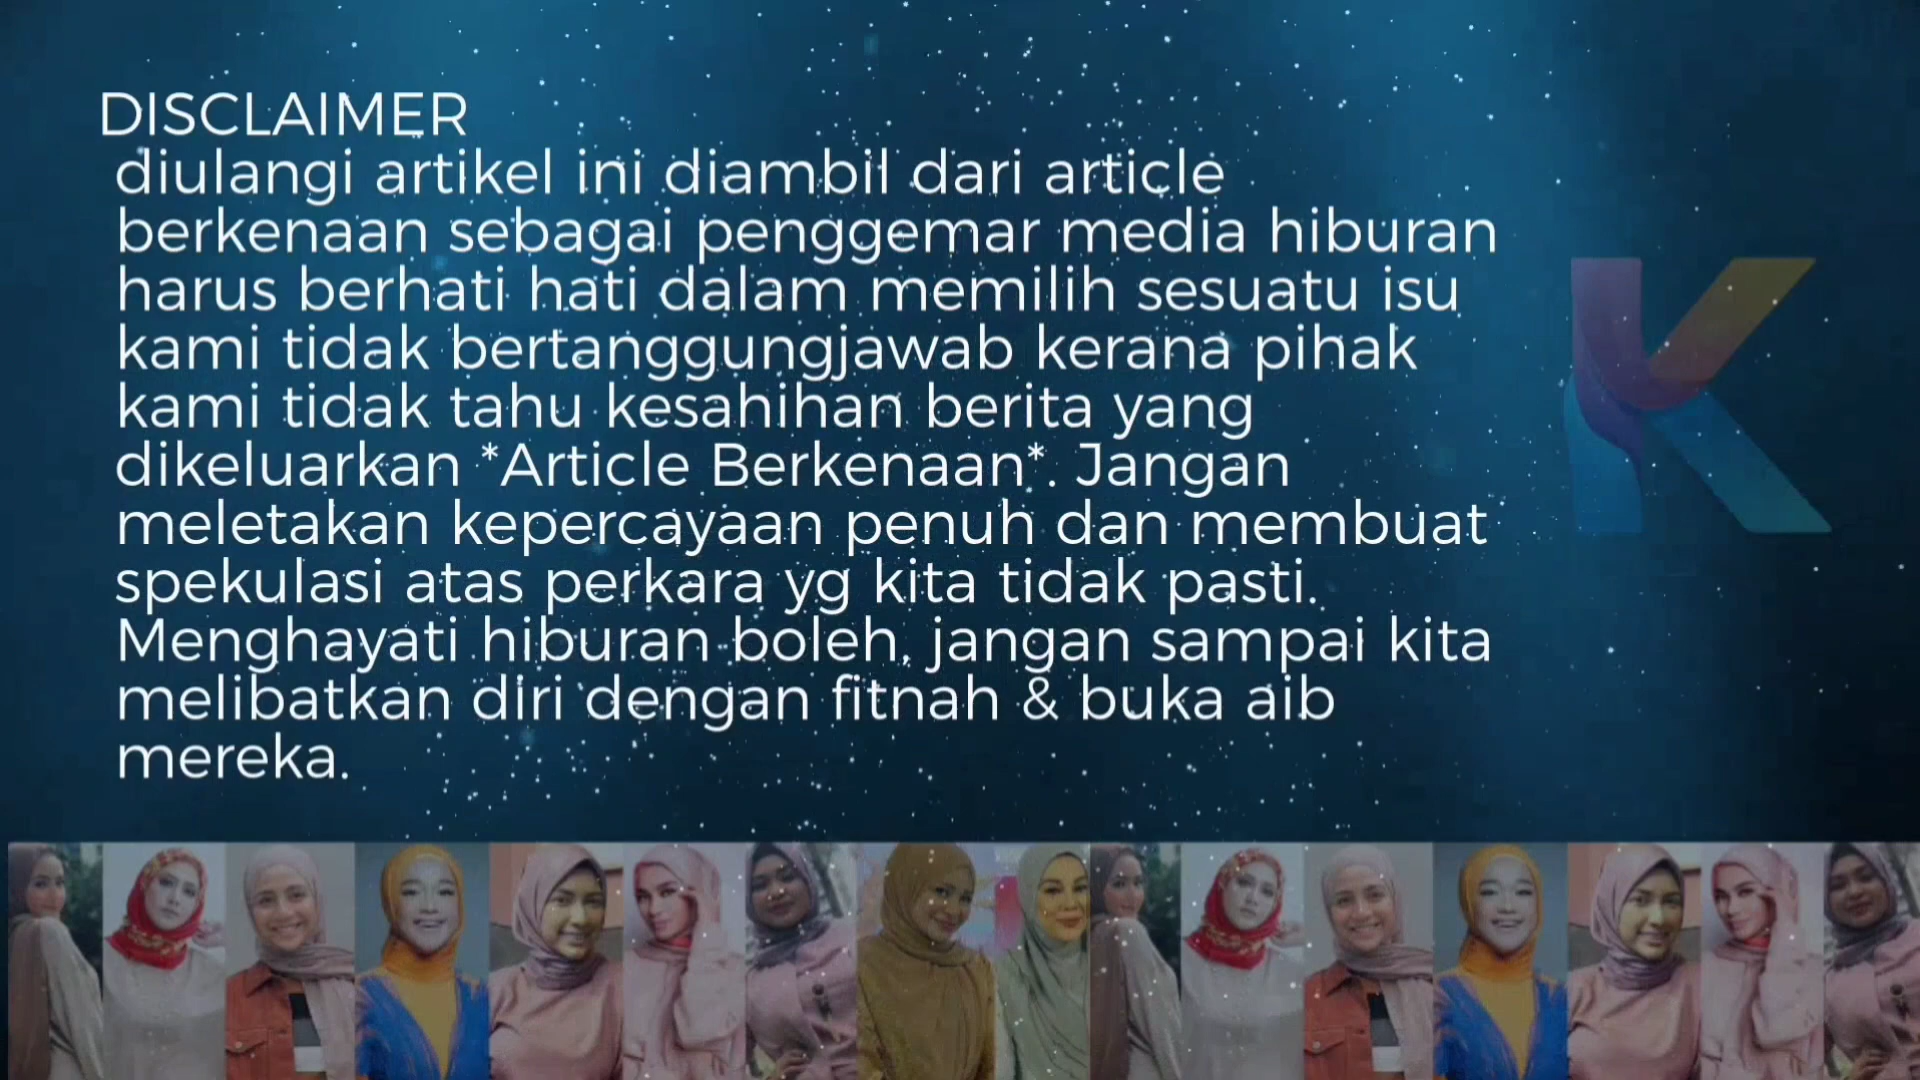 DISCLAIMER
diulangi artikel ini diambil dari article
berkenaan sebagai penggemar media hiburan
harus berhati hati dalam memilih sesuatu isu
kami tidak bertanggungjawab kerana pihak
kami tidak tahu kesahihan berita yang
dikeluarkan *Article Berkenaan*. Jangan
meletakan kepercayaan penuh dan membuat
spekulasi atas perkara yg kita tidak pasti.
Menghayati hiburan boleh, jangan sampai kita
melibatkan diri dengan fitnah & buka aib
mereka.
K